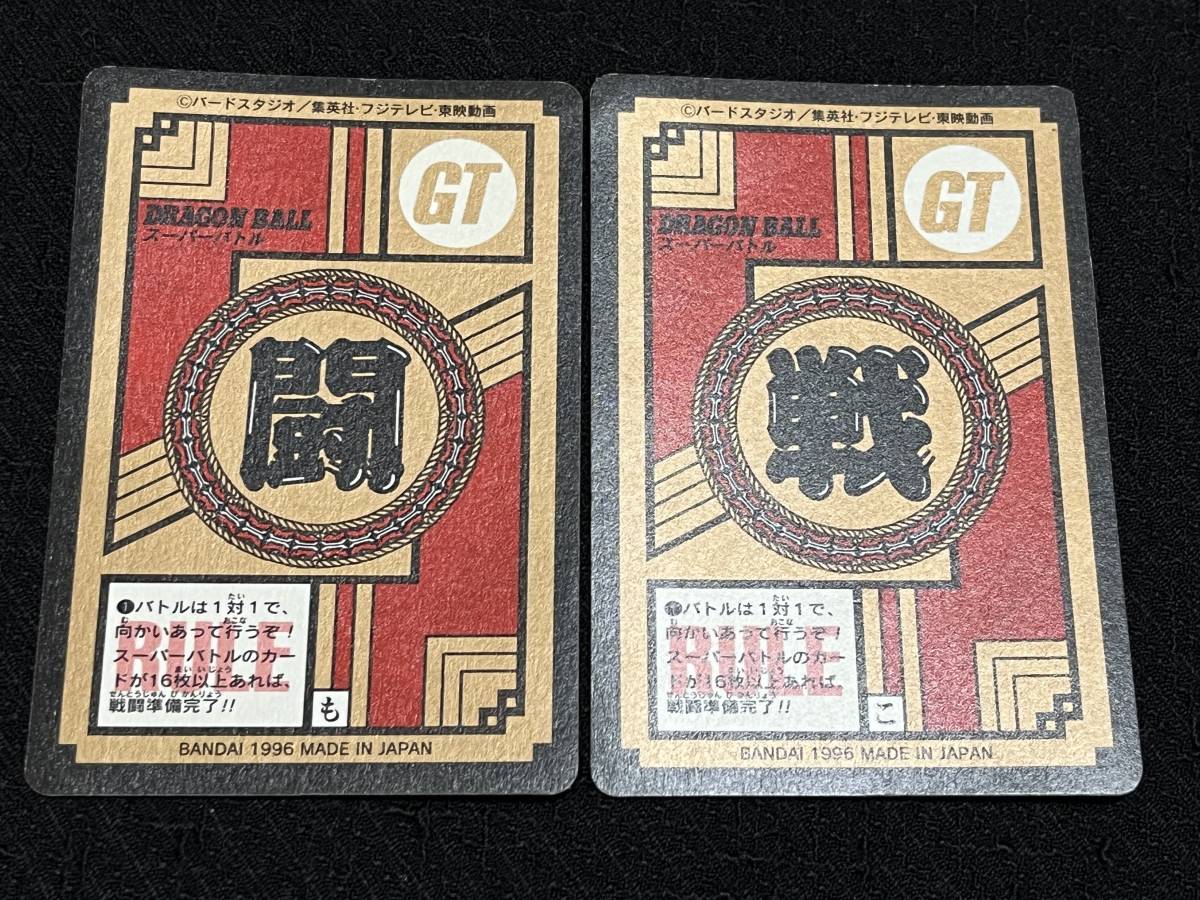 ©バードスタジオ／集英社・フジテレビ・東映動画
GT
DRAGON BALL
スーパーバトル
闘
RULE
❶バトルは1対1で、
向かいあって行うぞ!
スーパーバトルのカー
ドが16枚以上あれば、
戦闘準備完了!!
も
BANDAI 1996 MADE IN JAPAN
©バードスタジオ／集英社・フジテレビ・東映動画
GT
DRAGON BALL
スーパーバトル
戦
RULE
❶バトルは1対1で、
向かいあって行うぞ!
スーパーバトルのカー
ドが16枚以上あれば、
戦闘準備完了!!
こ
BANDAI 1996 MADE IN JAPAN